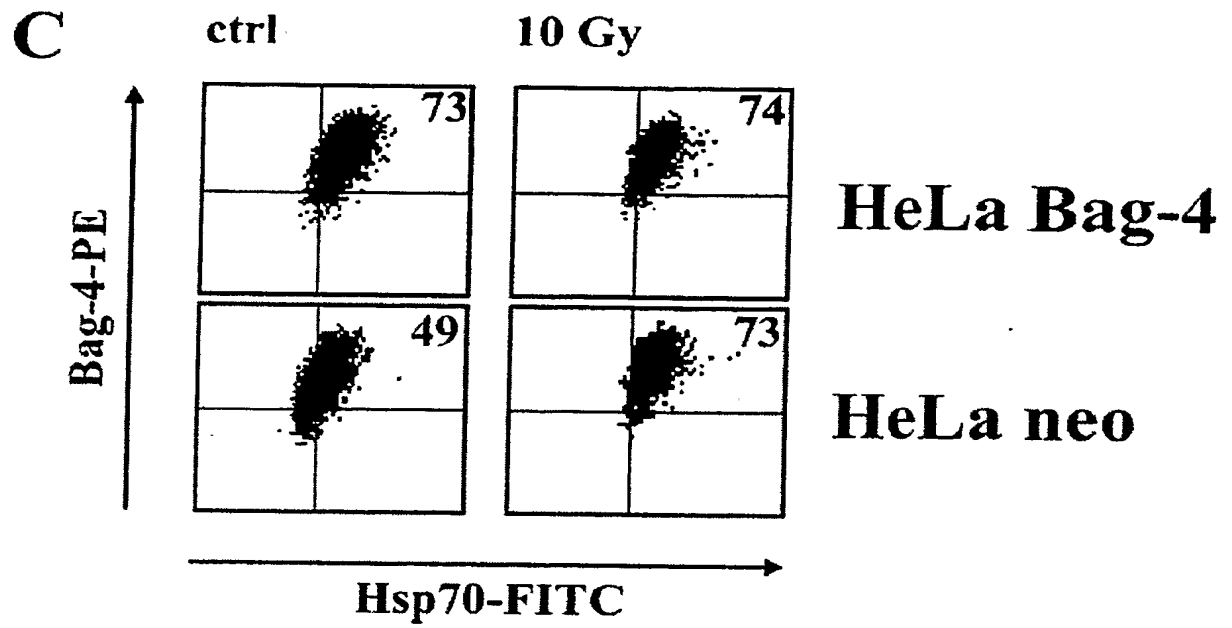 C
ctrl
10 Gy
73
74
HeLa Bag-4
Bag-4-PE
49
73
HeLa neo
Hsp70-FITC